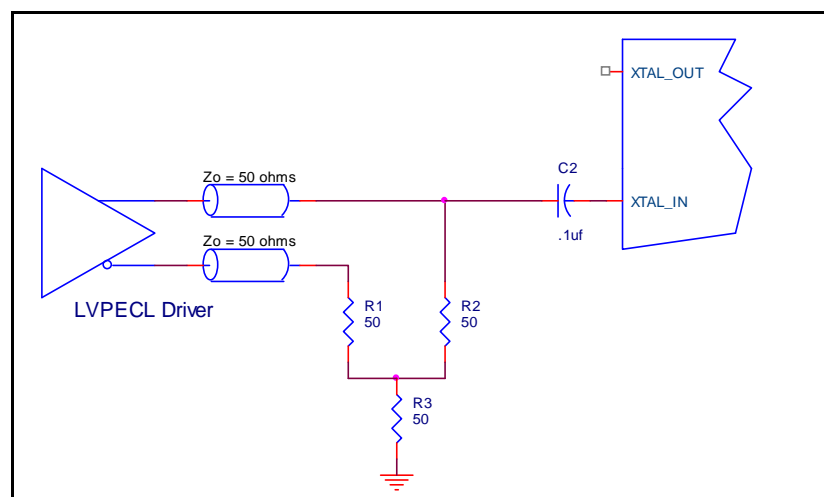 XTAL_OUT
C2
Zo = 50 ohms
XTAL_IN
.1uf
Zo = 50 ohms
LVPECL Driver
R1
50
R2
50
R3
50